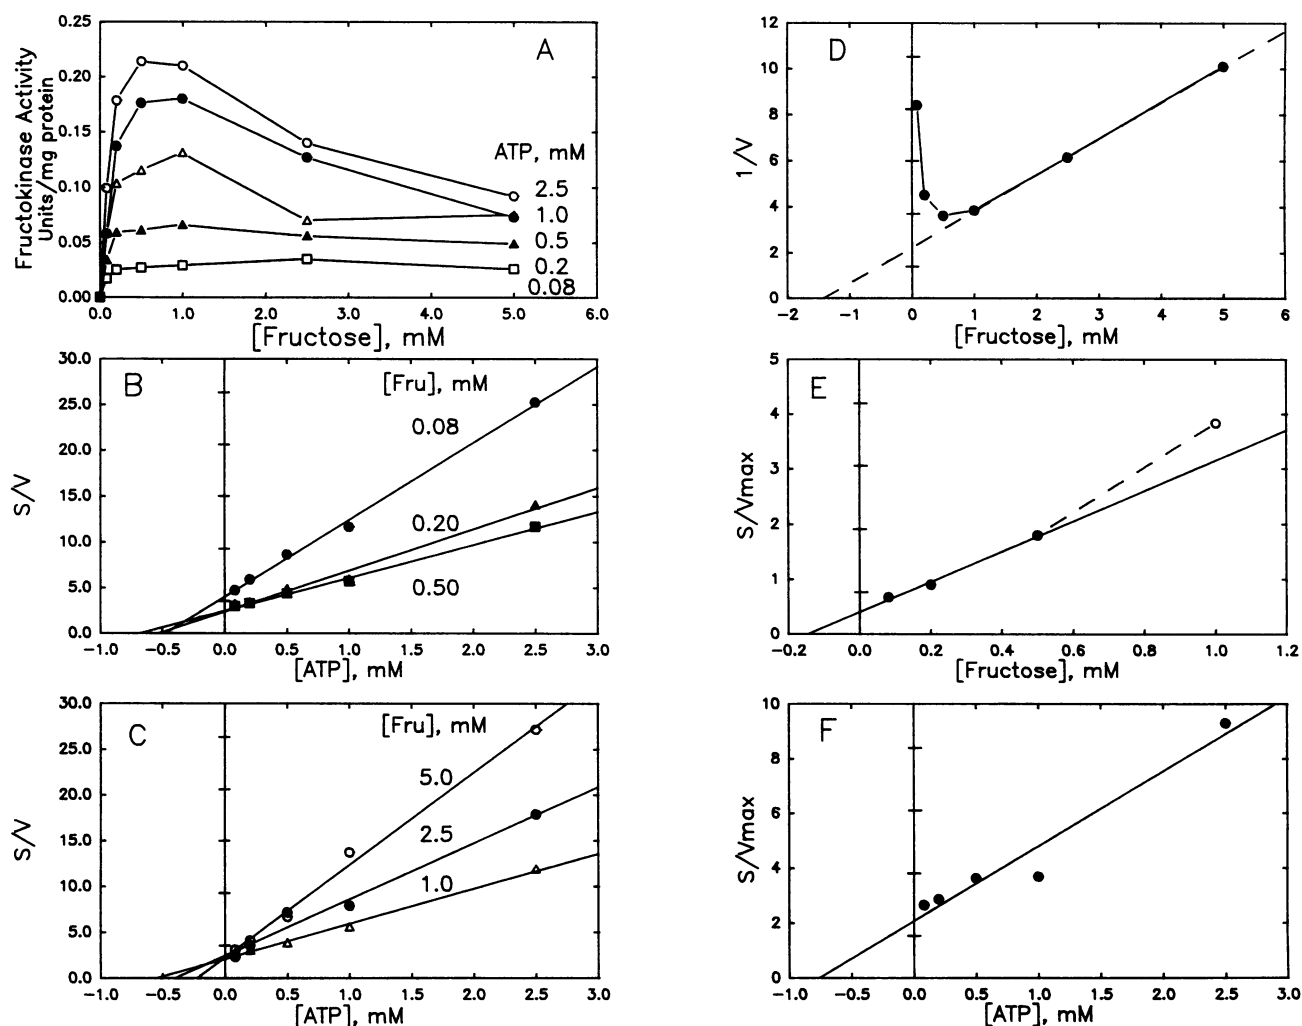 A
0.25
0.20
0.15
0.10
0.05
0.00
Fructokinase Activity
Units/mg protein
ATP, mM
2.5
1.0
0.5
0.2
0.08
0.0 1.0 2.0 3.0 4.0 5.0 6.0
[Fructose], mM
B
30.0
25.0
20.0
15.0
10.0
5.0
0.0
S/V
[Fru], mM
0.08
0.20
0.50
−1.0 −0.5 0.0 0.5 1.0 1.5 2.0 2.5 3.0
[ATP], mM
C
30.0
25.0
20.0
15.0
10.0
5.0
0.0
S/V
[Fru], mM
5.0
2.5
1.0
−1.0 −0.5 0.0 0.5 1.0 1.5 2.0 2.5 3.0
[ATP], mM
D
12
10
8
6
4
2
0
1/V
−2 −1 0 1 2 3 4 5 6
[Fructose], mM
E
5
4
3
2
1
0
S/Vmax
−0.2 0.0 0.2 0.4 0.6 0.8 1.0 1.2
[Fructose], mM
F
10
8
6
4
2
0
S/Vmax
−1.0 −0.5 0.0 0.5 1.0 1.5 2.0 2.5 3.0
[ATP], mM